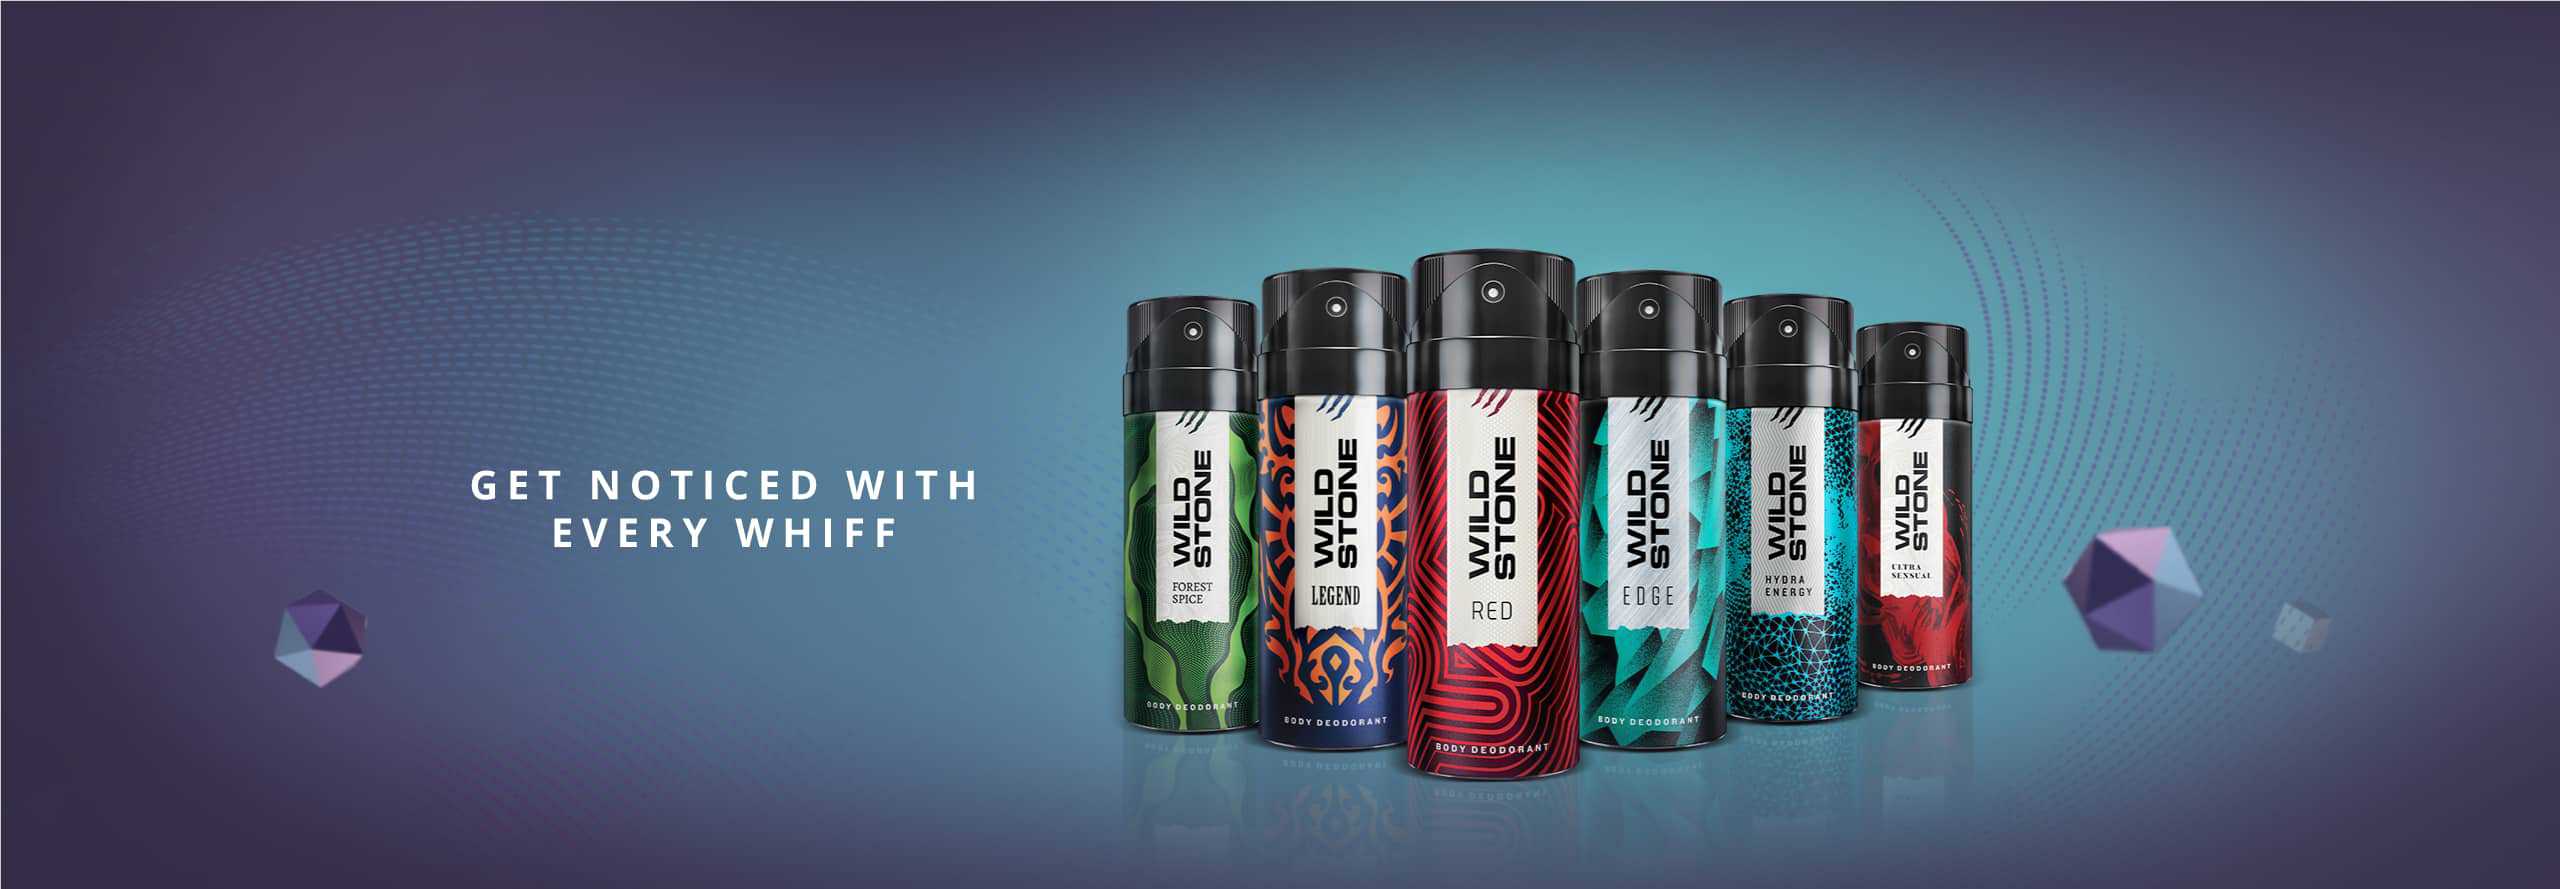 GET NOTICED WITH
EVERY WHIFF
WILD
STONE
FOREST
SPICE
BODY DEODORANT
WILD
STONE
LEGEND
BODY DEODORANT
WILD
STONE
RED
BODY DEODORANT
WILD
STONE
EDGE
BODY DEODORANT
WILD
STONE
HYDRA
ENERGY
BODY DEODORANT
WILD
STONE
ULTRA
SENSUAL
BODY DEODORANT